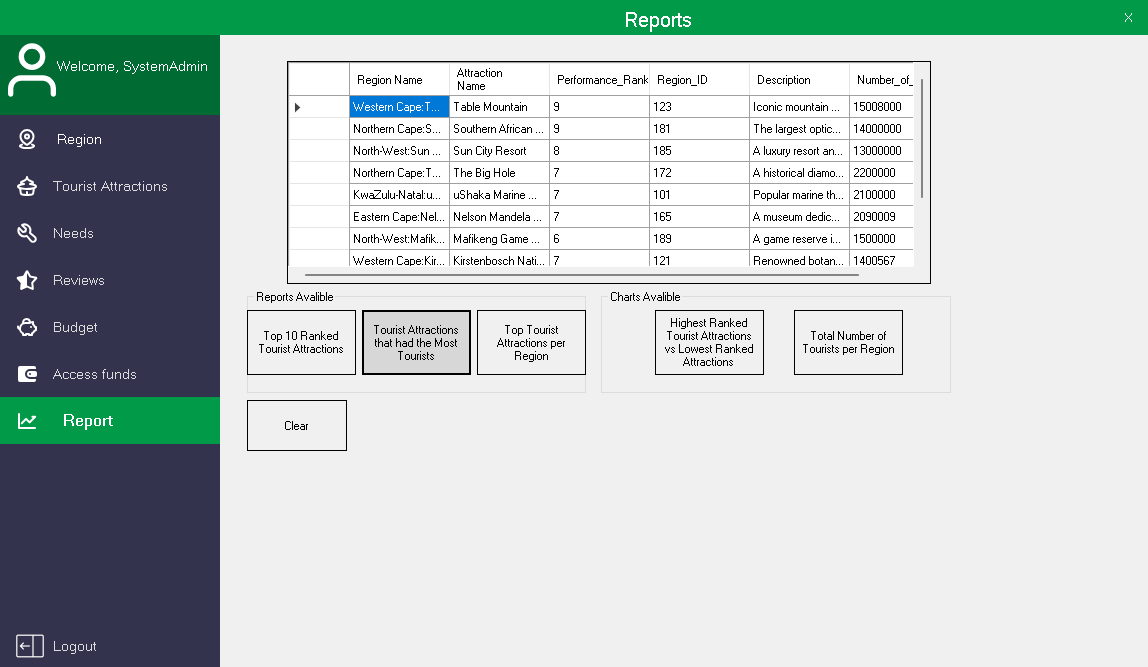 Reports
X
Welcome, SystemAdmin
Region
Tourist Attractions
Needs
Reviews
Budget
Access funds
Report
Logout
Region Name Attraction Name Performance_Rank Region_ID Description Number_of_
Western Cape:T... Table Mountain 9 123 Iconic mountain ... 15008000
Northern Cape:S... Southern African ... 9 181 The largest optic... 14000000
North-West:Sun ... Sun City Resort 8 185 A luxury resort an... 13000000
Northern Cape:T... The Big Hole 7 172 A historical diamo... 2200000
KwaZulu-Natal:u... uShaka Marine ... 7 101 Popular marine th... 2100000
Eastern Cape:Nel... Nelson Mandela ... 7 165 A museum dedic... 2090009
North-West:Mafik... Mafikeng Game ... 6 189 A game reserve i... 1500000
Western Cape:Kir... Kirstenbosch Nati... 7 121 Renowned botan... 1400567
Reports Avalible
Top 10 Ranked
Tourist Attractions
Tourist Attractions
that had the Most
Tourists
Top Tourist
Attractions per
Region
Charts Avalible
Highest Ranked
Tourist Attractions
vs Lowest Ranked
Attractions
Total Number of
Tourists per Region
Clear